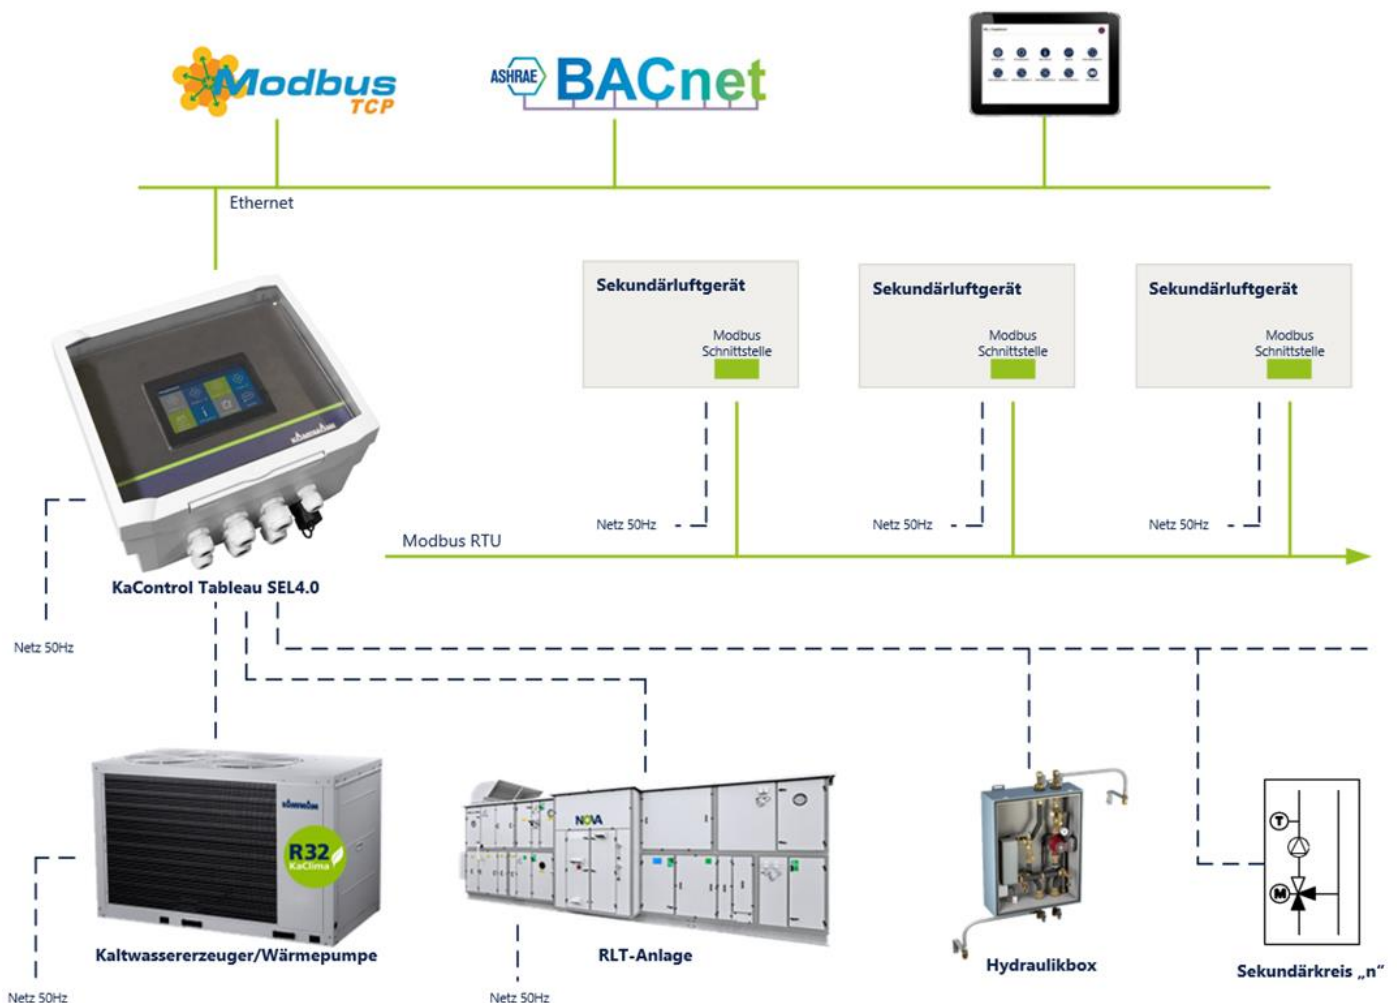 Modbus
TCP
ASHRAE BACnet
Ethernet
Sekundärluftgerät
Modbus
Schnittstelle
Sekundärluftgerät
Modbus
Schnittstelle
Sekundärluftgerät
Modbus
Schnittstelle
Netz 50Hz
Netz 50Hz
Netz 50Hz
Modbus RTU
KaControl Tableau SEL4.0
Netz 50Hz
R32
KaClima
NOVA
T
M
Kaltwassererzeuger/Wärmepumpe
RLT-Anlage
Hydraulikbox
Sekundärkreis „n“
Netz 50Hz
Netz 50Hz